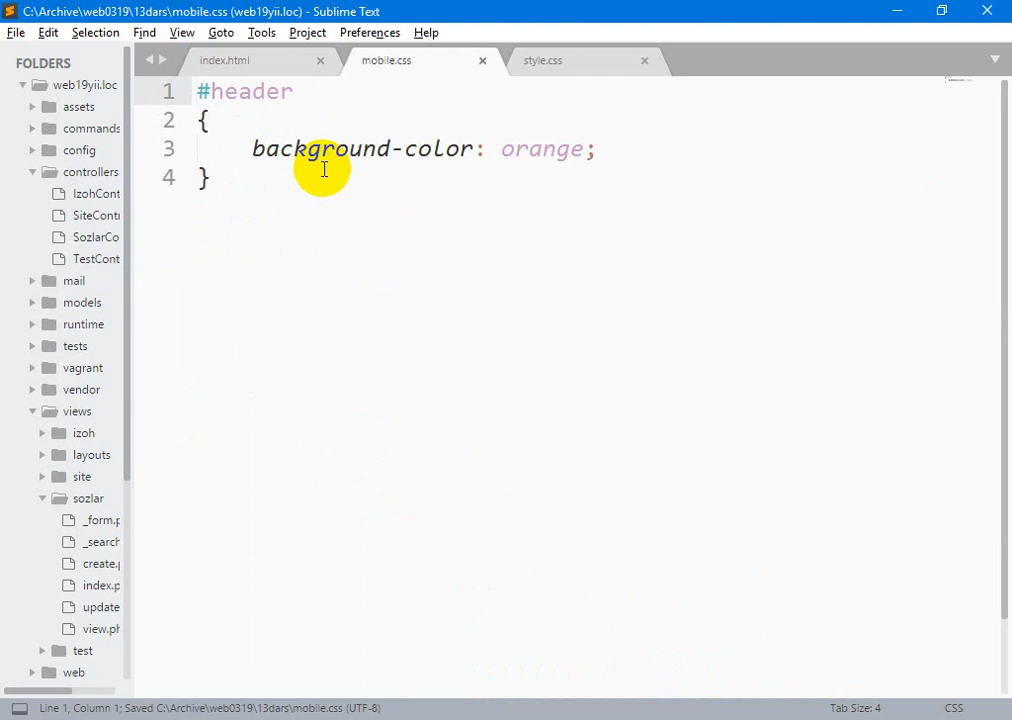 C:\Archive\web0319\13dars\mobile.css (web19yii.loc) - Sublime Text
File Edit Selection Find View Goto Tools Project Preferences Help
FOLDERS
web19yii.loc
assets
commands
config
controllers
IzohCont
SiteContr
SozlarCo
TestCont
mail
models
runtime
tests
vagrant
vendor
views
izoh
layouts
site
sozlar
_form.p
_search
create.p
index.p
update
view.ph
test
web
index.html
mobile.css
style.css
1 #header
2 {
3 background-color: orange;
4 }
Line 1, Column 1; Saved C:\Archive\web0319\13dars\mobile.css (UTF-8)
Tab Size: 4
CSS